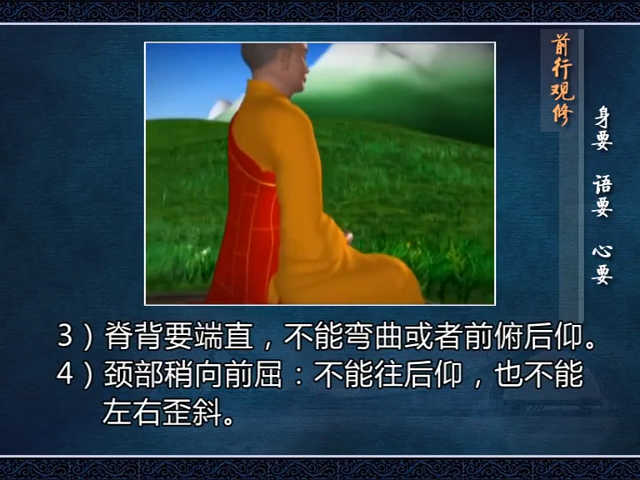 前行观修
身要 语要 心要
3）脊背要端直，不能弯曲或者前俯后仰。
4）颈部稍向前屈：不能往后仰，也不能
左右歪斜。